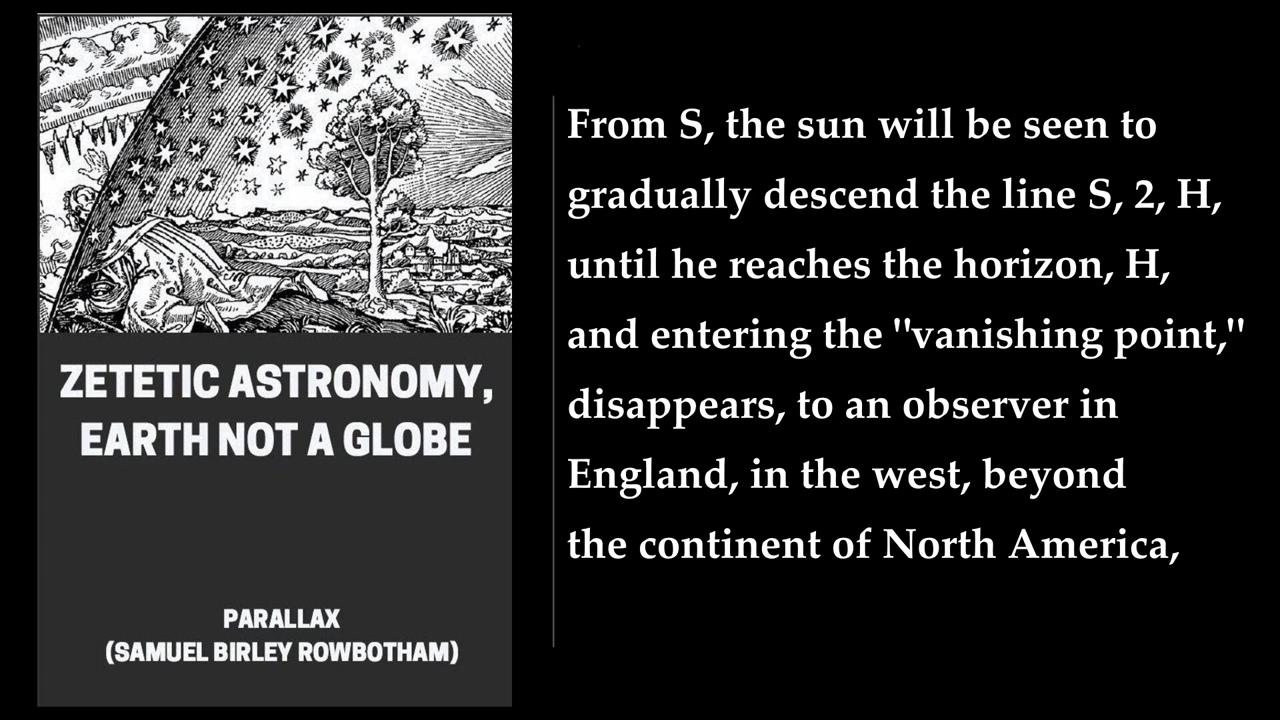 ZETETIC ASTRONOMY,
EARTH NOT A GLOBE
PARALLAX
(SAMUEL BIRLEY ROWBOTHAM)
From S, the sun will be seen to
gradually descend the line S, 2, H,
until he reaches the horizon, H,
and entering the "vanishing point,"
disappears, to an observer in
England, in the west, beyond
the continent of North America,